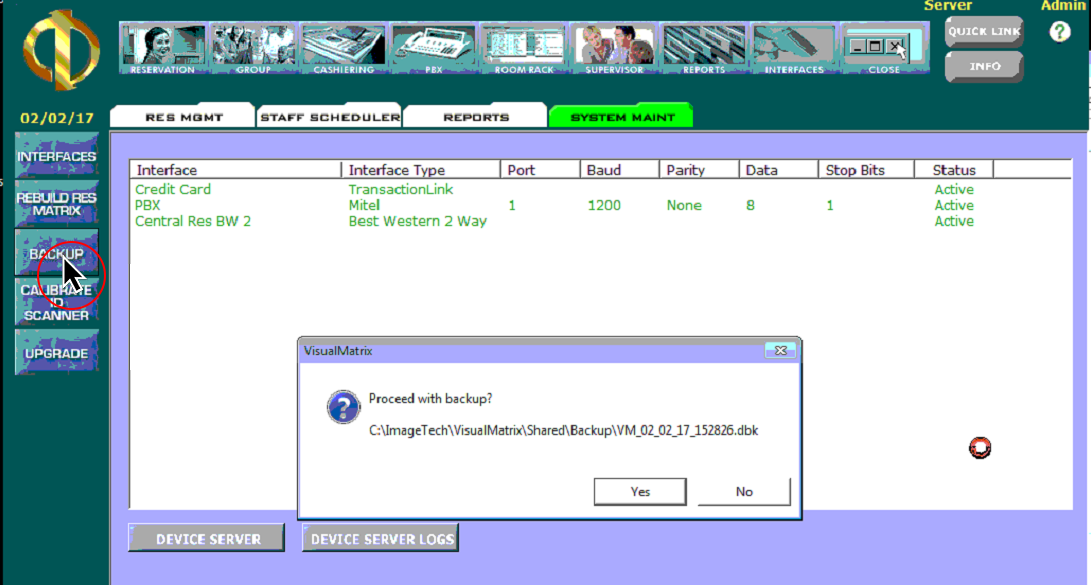 Server Admin
QUICK LINK
INFO
?
RESERVATION GROUP CASHIERING PBX ROOM RACK SUPERVISOR REPORTS INTERFACES CLOSE
02/02/17
RES MGMT STAFF SCHEDULER REPORTS SYSTEM MAINT
INTERFACES
REBUILD RES
MATRIX
BACKUP
CALIBRATE
ID
SCANNER
UPGRADE
Interface Interface Type Port Baud Parity Data Stop Bits Status
Credit Card TransactionLink Active
PBX Mitel 1 1200 None 8 1 Active
Central Res BW 2 Best Western 2 Way Active
VisualMatrix
Proceed with backup?
C:\ImageTech\VisualMatrix\Shared\Backup\VM_02_02_17_152826.dbk
Yes No
DEVICE SERVER DEVICE SERVER LOGS